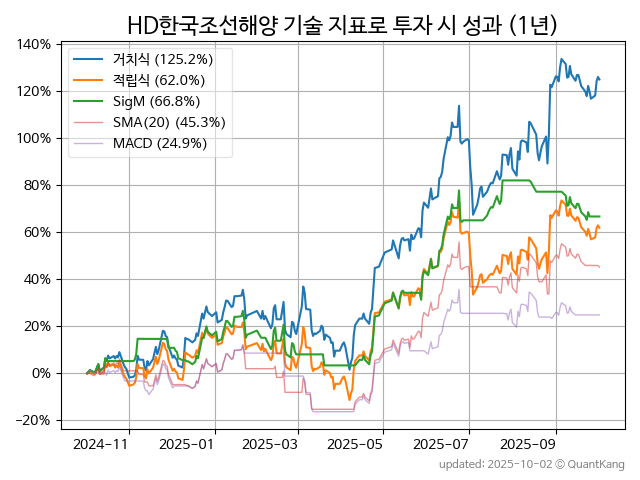 HD한국조선해양 기술 지표로 투자 시 성과 (1년)
140%
120%
100%
80%
60%
40%
20%
0%
−20%
거치식 (125.2%)
적립식 (62.0%)
SigM (66.8%)
SMA(20) (45.3%)
MACD (24.9%)
2024-11
2025-01
2025-03
2025-05
2025-07
2025-09
updated: 2025-10-02 © QuantKang